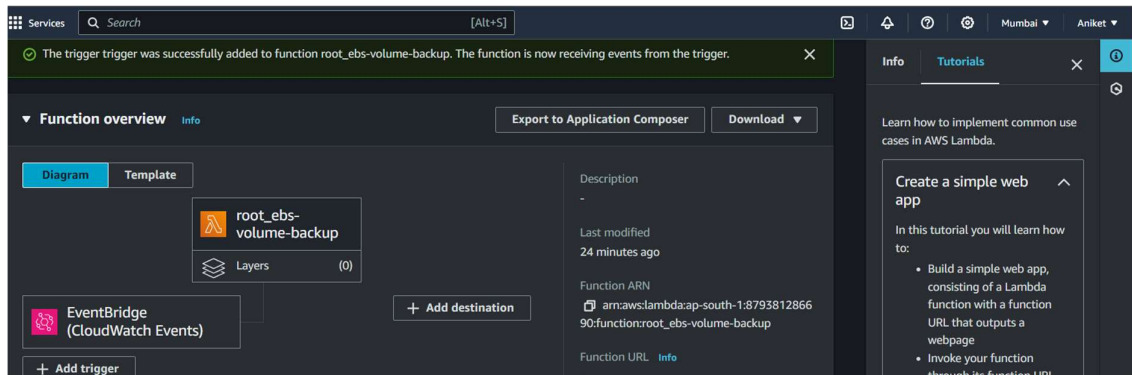 Services
Search
[Alt+S]
Mumbai ▼
Aniket ▼
The trigger trigger was successfully added to function root_ebs-volume-backup. The function is now receiving events from the trigger.
Function overview
Info
Export to Application Composer
Download ▼
Diagram
Template
root_ebs-
volume-backup
Layers
(0)
EventBridge
(CloudWatch Events)
+ Add trigger
+ Add destination
Description
-
Last modified
24 minutes ago
Function ARN
arn:aws:lambda:ap-south-1:8793812866
90:function:root_ebs-volume-backup
Function URL
Info
Info
Tutorials
Learn how to implement common use
cases in AWS Lambda.
Create a simple web
app
In this tutorial you will learn how
to:
• Build a simple web app,
consisting of a Lambda
function with a function
URL that outputs a
webpage
• Invoke your function
through its function URL